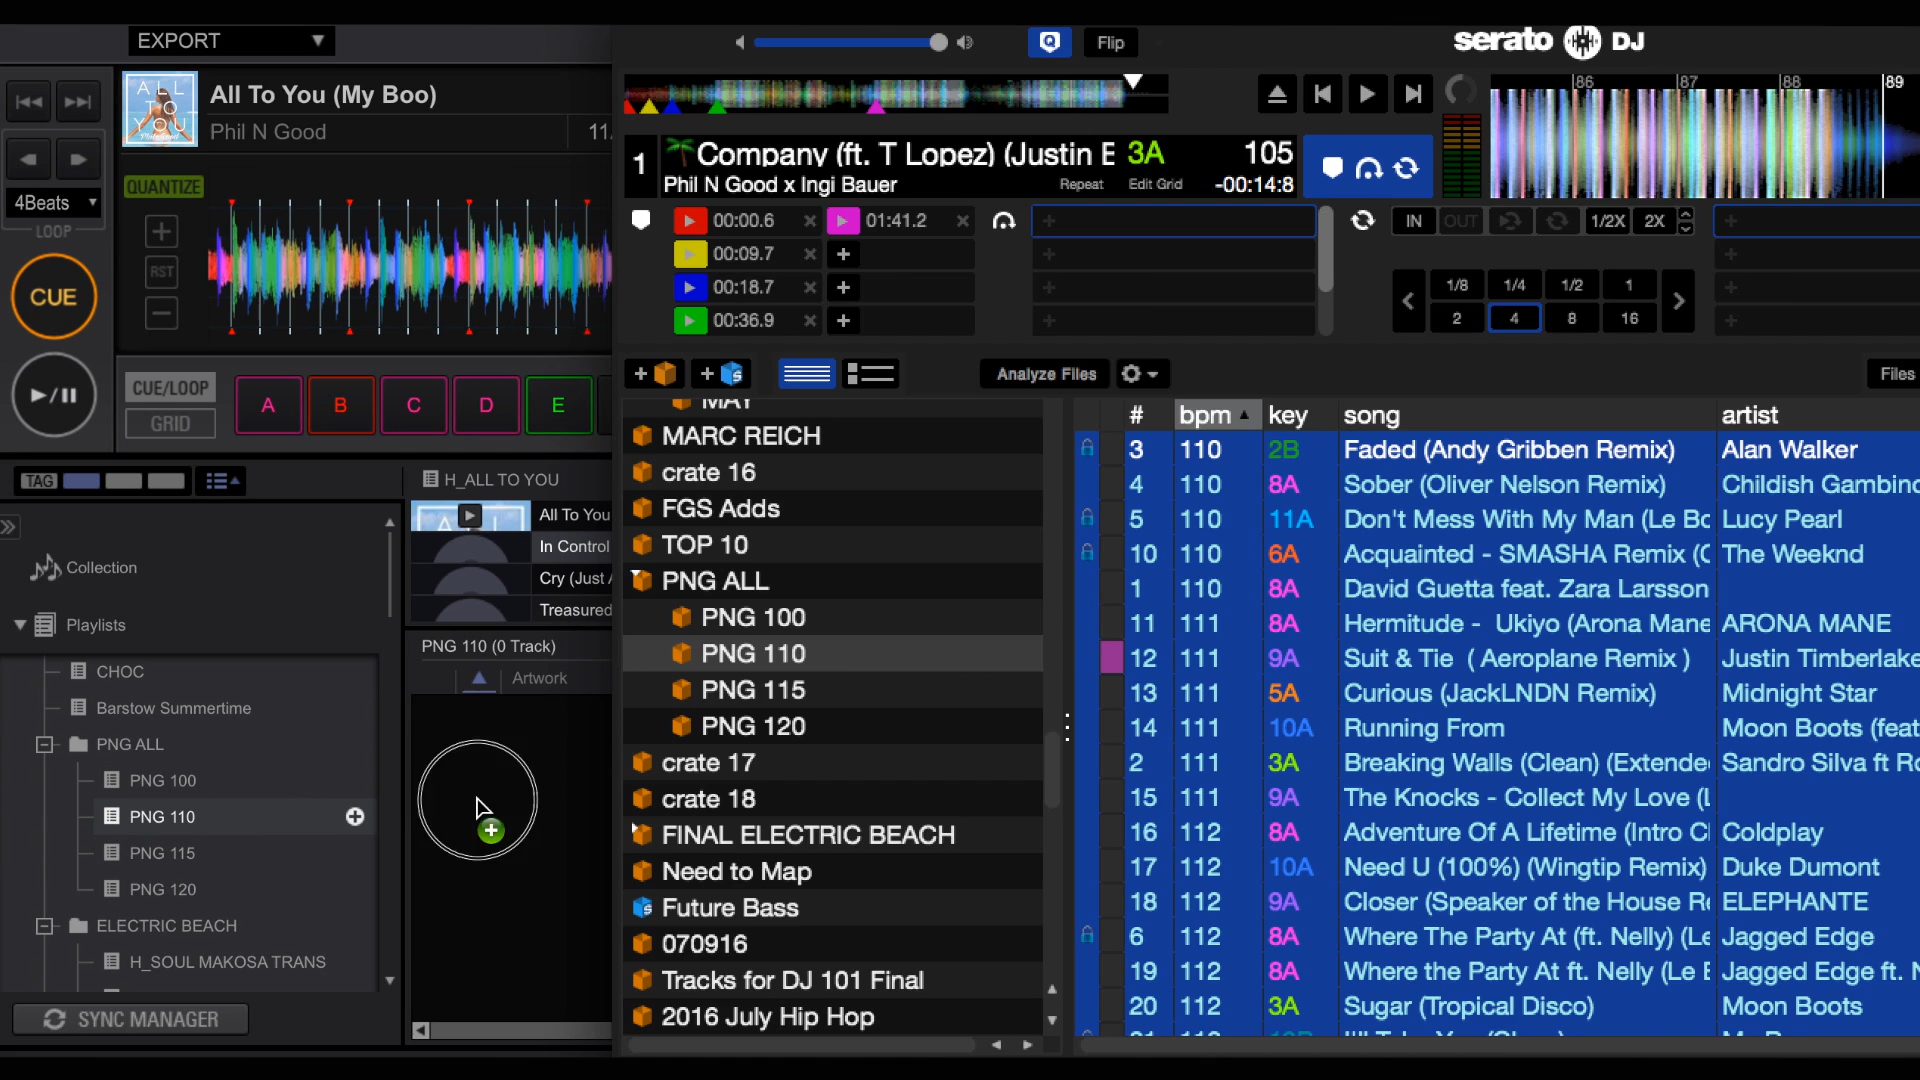 EXPORT
Flip
serato DJ
All To You (My Boo)
Phil N Good
11
ALL TO YOU
86
87
88
89
1
Company (ft. T Lopez) (Justin B
3A
105
Phil N Good x Ingi Bauer
Repeat
Edit Grid
-00:14:8
QUANTIZE
4Beats
LOOP
RST
CUE
00:00.6
01:41.2
00:09.7
00:18.7
00:36.9
IN
OUT
1/2X
2X
1/8
1/4
1/2
1
2
4
8
16
CUE/LOOP
GRID
A
B
C
D
E
Analyze Files
Files
TAG
H_ALL TO YOU
All To You
In Control
Cry (Just A
Treasured
Collection
Playlists
CHOC
Barstow Summertime
PNG ALL
PNG 100
PNG 110
PNG 115
PNG 120
ELECTRIC BEACH
H_SOUL MAKOSA TRANS
SYNC MANAGER
PNG 110 (0 Track)
Artwork
MAY
MARC REICH
crate 16
FGS Adds
TOP 10
PNG ALL
PNG 100
PNG 110
PNG 115
PNG 120
crate 17
crate 18
FINAL ELECTRIC BEACH
Need to Map
Future Bass
070916
Tracks for DJ 101 Final
2016 July Hip Hop
# bpm key song artist
3 110 2B Faded (Andy Gribben Remix) Alan Walker
4 110 8A Sober (Oliver Nelson Remix) Childish Gambino
5 110 11A Don't Mess With My Man (Le Bo Lucy Pearl
10 110 6A Acquainted - SMASHA Remix (C The Weeknd
1 110 8A David Guetta feat. Zara Larsson
11 111 8A Hermitude - Ukiyo (Arona Mane ARONA MANE
12 111 9A Suit & Tie ( Aeroplane Remix ) Justin Timberlake
13 111 5A Curious (JackLNDN Remix) Midnight Star
14 111 10A Running From Moon Boots (feat
2 111 3A Breaking Walls (Clean) (Extende Sandro Silva ft Ro
15 111 9A The Knocks - Collect My Love (L
16 112 8A Adventure Of A Lifetime (Intro Cl Coldplay
17 112 10A Need U (100%) (Wingtip Remix) Duke Dumont
18 112 9A Closer (Speaker of the House Re ELEPHANTE
6 112 8A Where The Party At (ft. Nelly) (Le Jagged Edge
19 112 8A Where the Party At ft. Nelly (Le E Jagged Edge ft. N
20 112 3A Sugar (Tropical Disco) Moon Boots